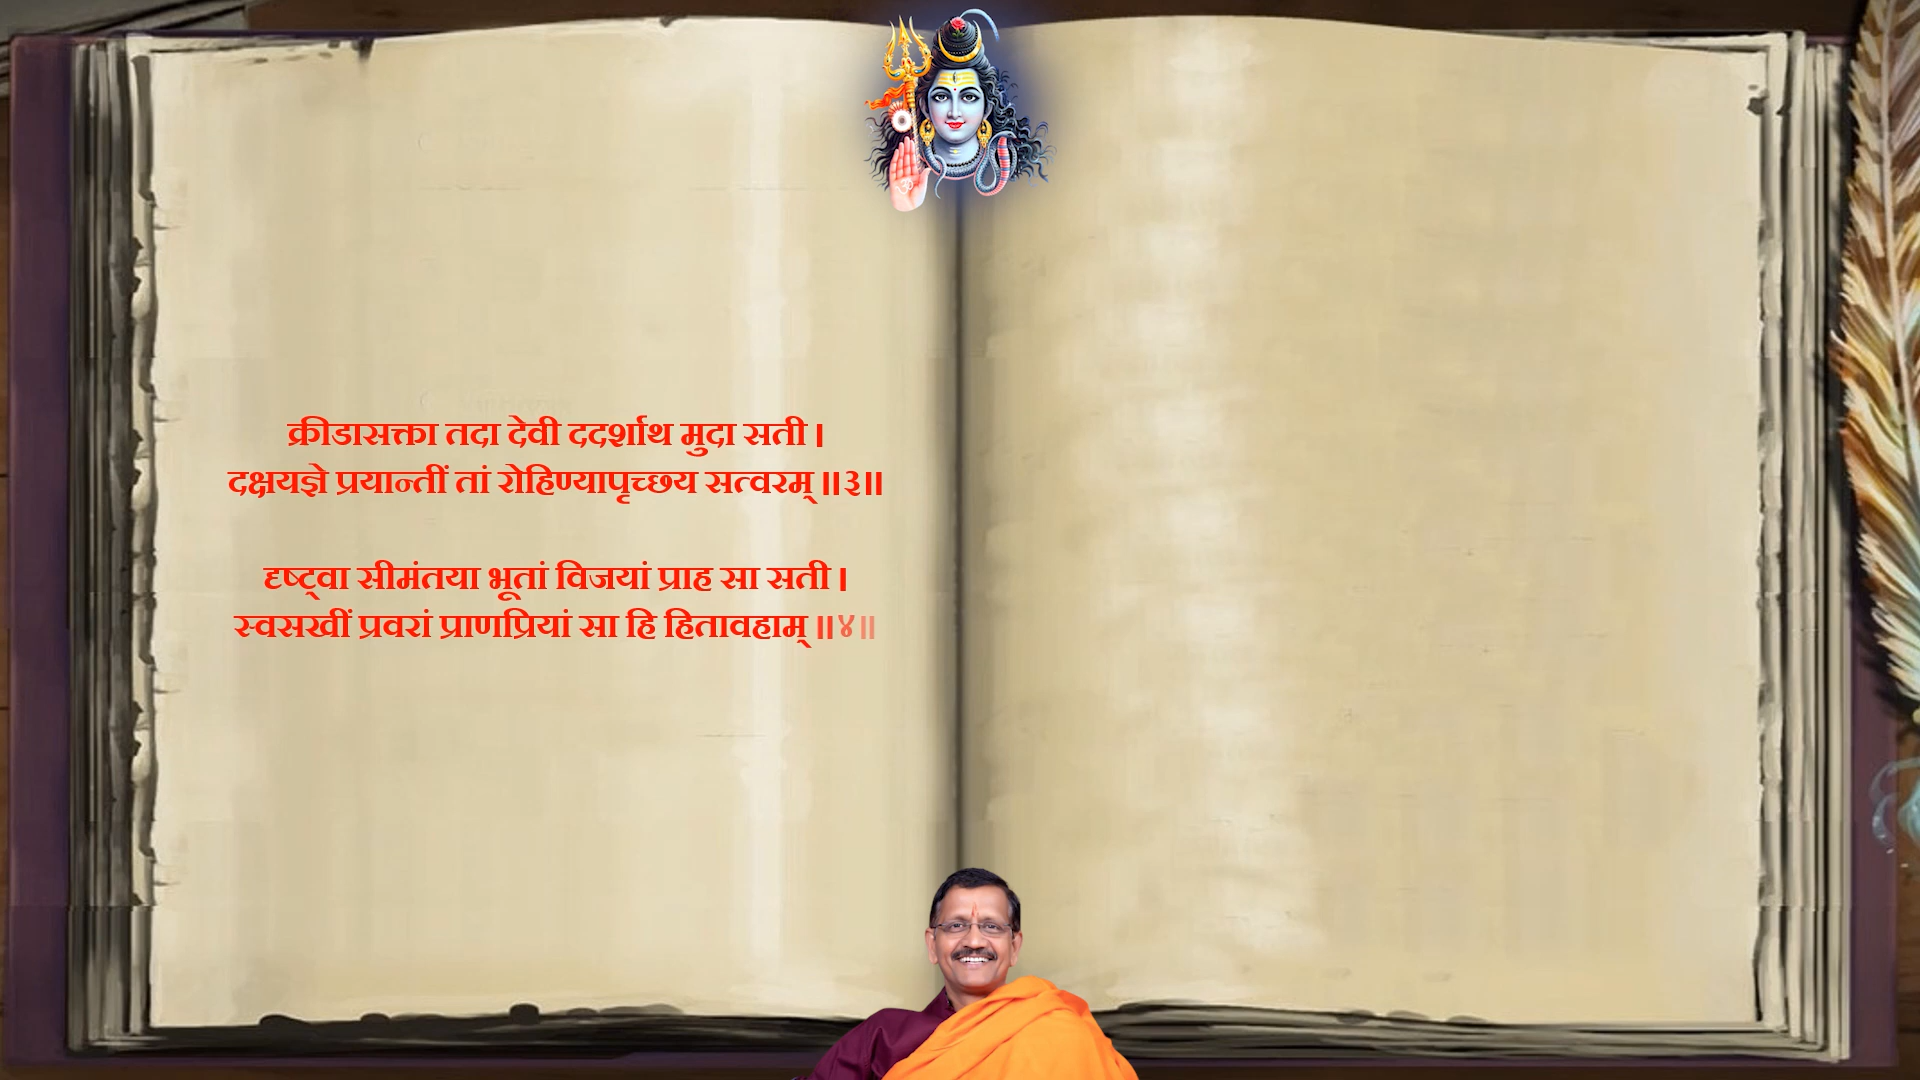 क्रीडासक्ता तदा देवी ददर्शाथ मुदा सती ।
दक्षयज्ञे प्रयान्तीं तां रोहिण्यापृच्छ्य सत्वरम् ॥३॥
दृष्ट्वा सीमंतया भूतां विजयां प्राह सा सती ।
स्वसखीं प्रवरां प्राणप्रियां सा हि हितावहाम् ॥४॥